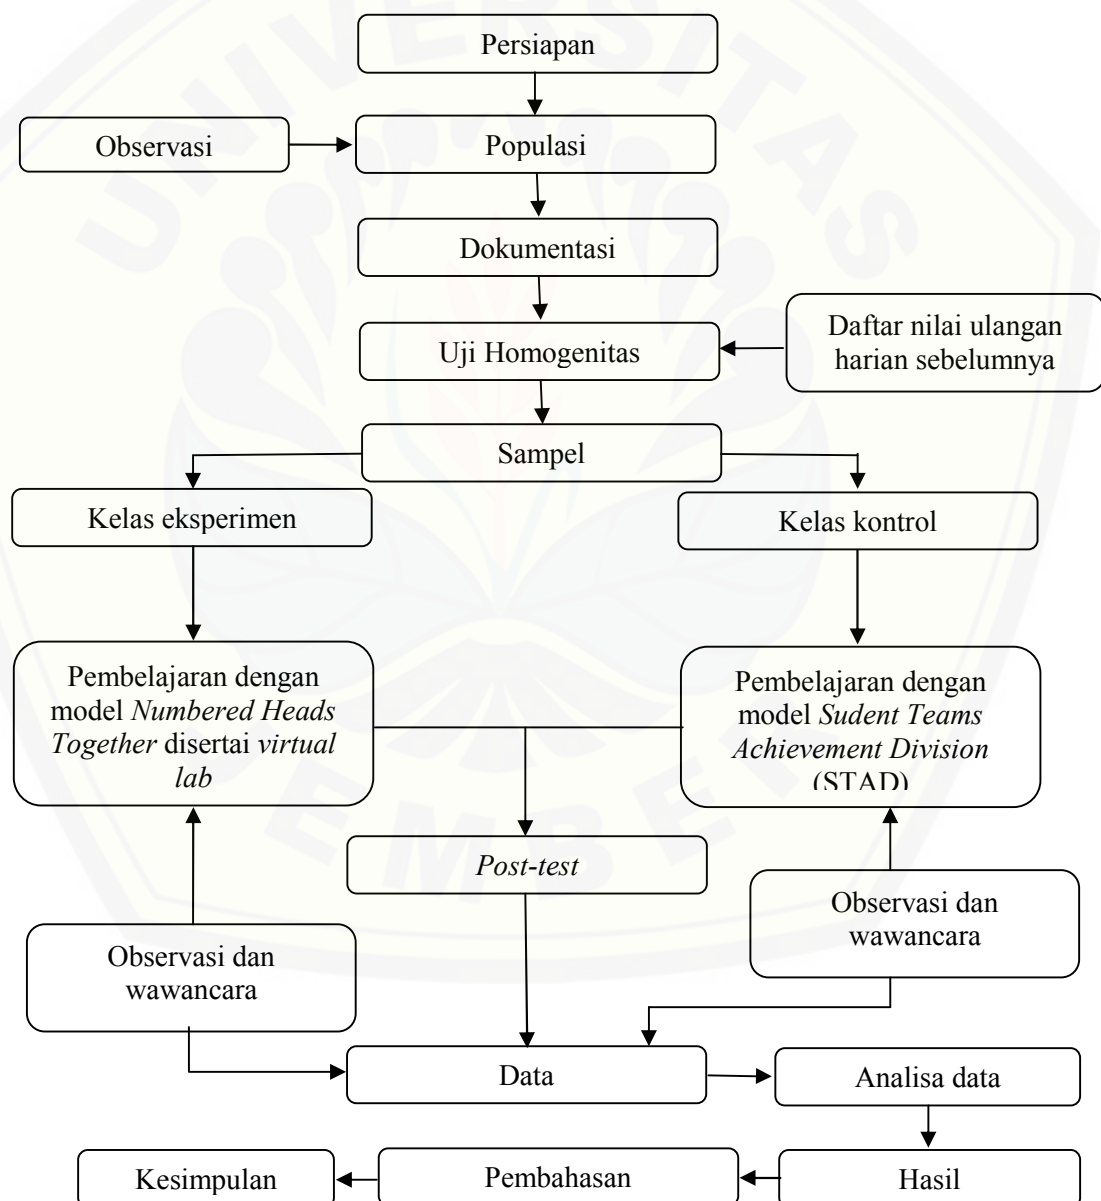 Persiapan
Observasi
Populasi
Dokumentasi
Uji Homogenitas
Daftar nilai ulangan
harian sebelumnya
Sampel
Kelas eksperimen
Kelas kontrol
Pembelajaran dengan
model Numbered Heads
Together disertai virtual
lab
Pembelajaran dengan
model Sudent Teams
Achievement Division
(STAD)
Post-test
Observasi dan
wawancara
Observasi dan
wawancara
Data
Analisa data
Kesimpulan
Pembahasan
Hasil
UNIVERSITAS
JEMBER